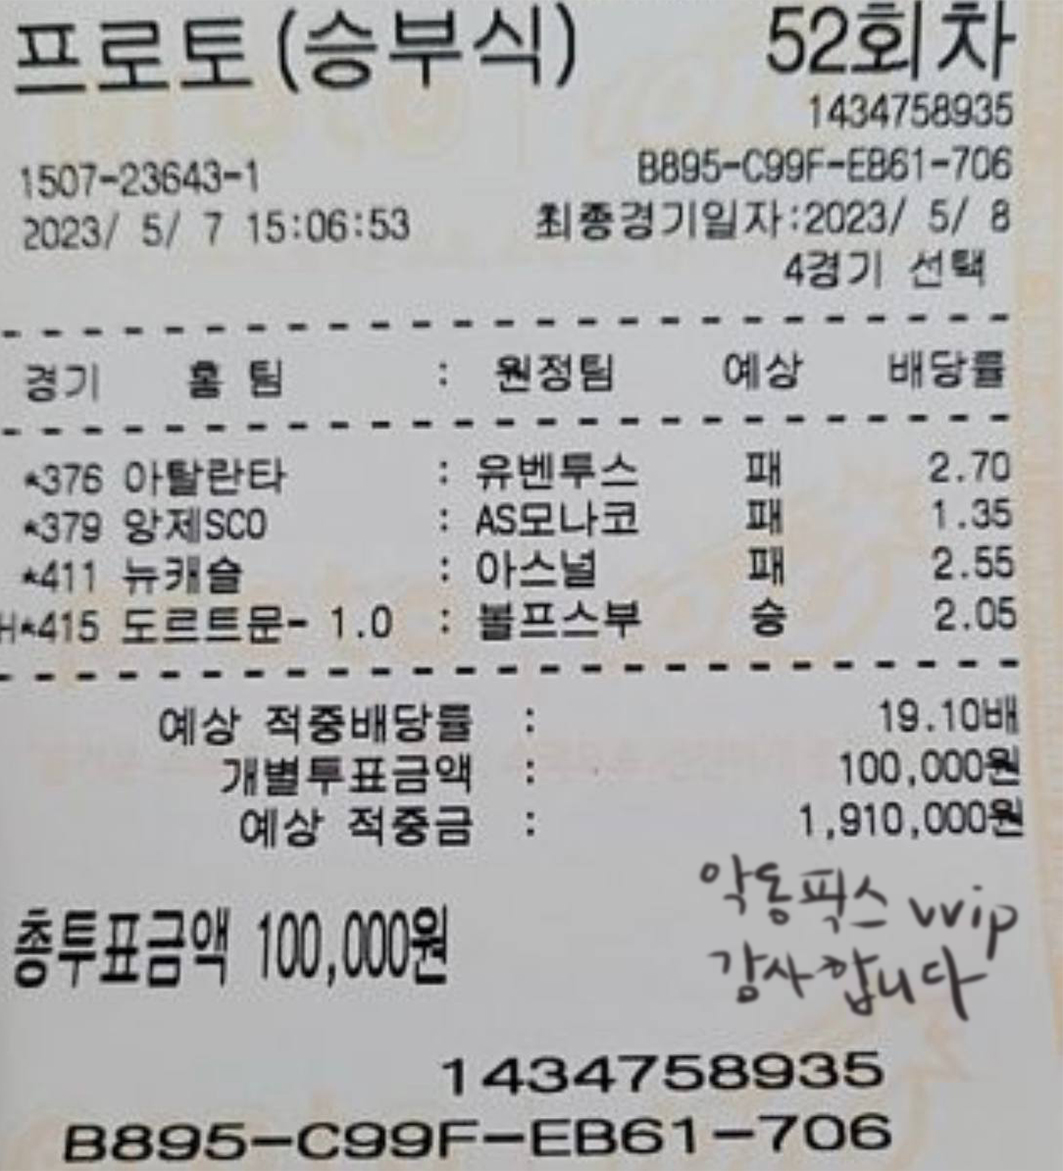 프로토(승부식) 52회차
1434758935
1507-23643-1 B895-C99F-EB61-706
2023/ 5/ 7 15:06:53 최종경기일자:2023/ 5/ 8
4경기 선택
경기 홈 팀 : 원정팀 예상 배당률
*376 아탈란타 : 유벤투스 패 2.70
*379 앙제SCO : AS모나코 패 1.35
*411 뉴캐슬 : 아스널 패 2.55
H*415 도르트문- 1.0 : 볼프스부 승 2.05
예상 적중배당률 : 19.10배
개별투표금액 : 100,000원
예상 적중금 : 1,910,000원
악동픽스 vvip
총투표금액 100,000원
감사합니다
1434758935
B895-C99F-EB61-706